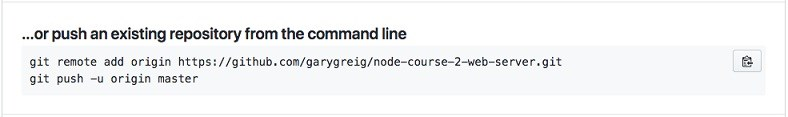 ...or push an existing repository from the command line
git remote add origin https://github.com/garygreig/node-course-2-web-server.git
git push -u origin master